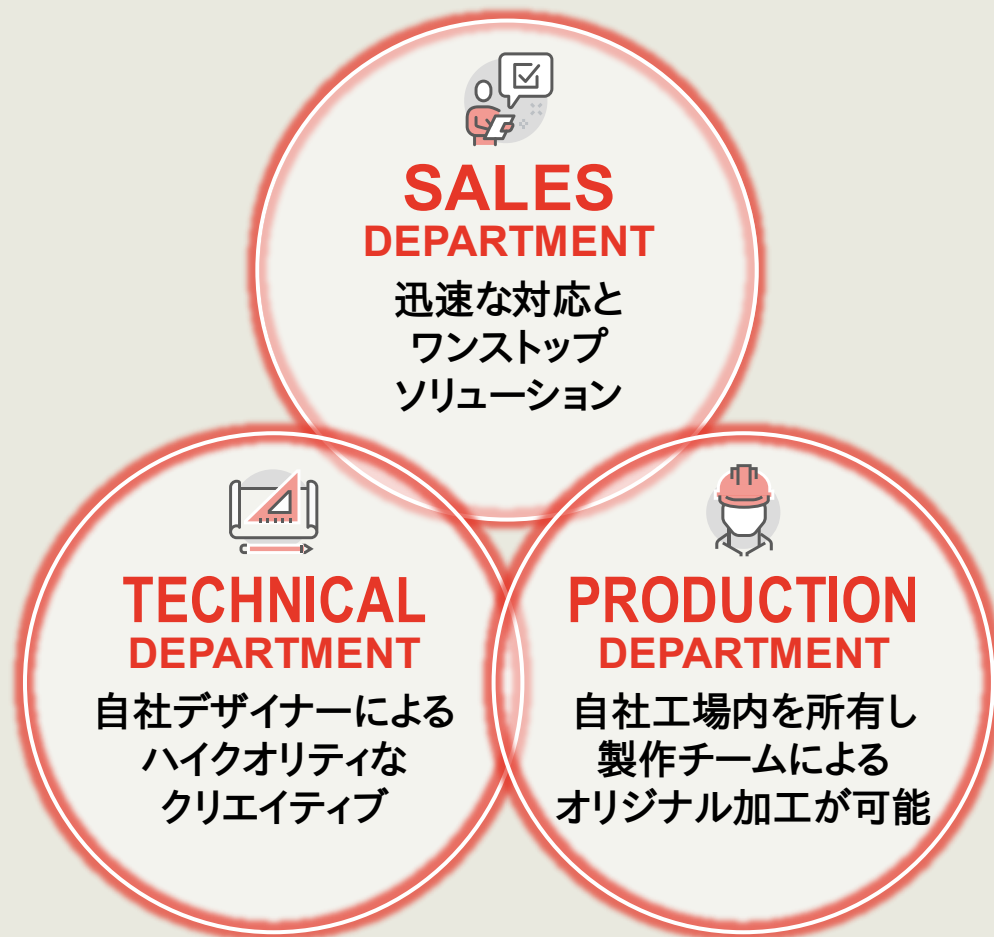 SALES
DEPARTMENT
迅速な対応と
ワンストップ
ソリューション
TECHNICAL
DEPARTMENT
自社デザイナーによる
ハイクオリティな
クリエイティブ
PRODUCTION
DEPARTMENT
自社工場内を所有し
製作チームによる
オリジナル加工が可能